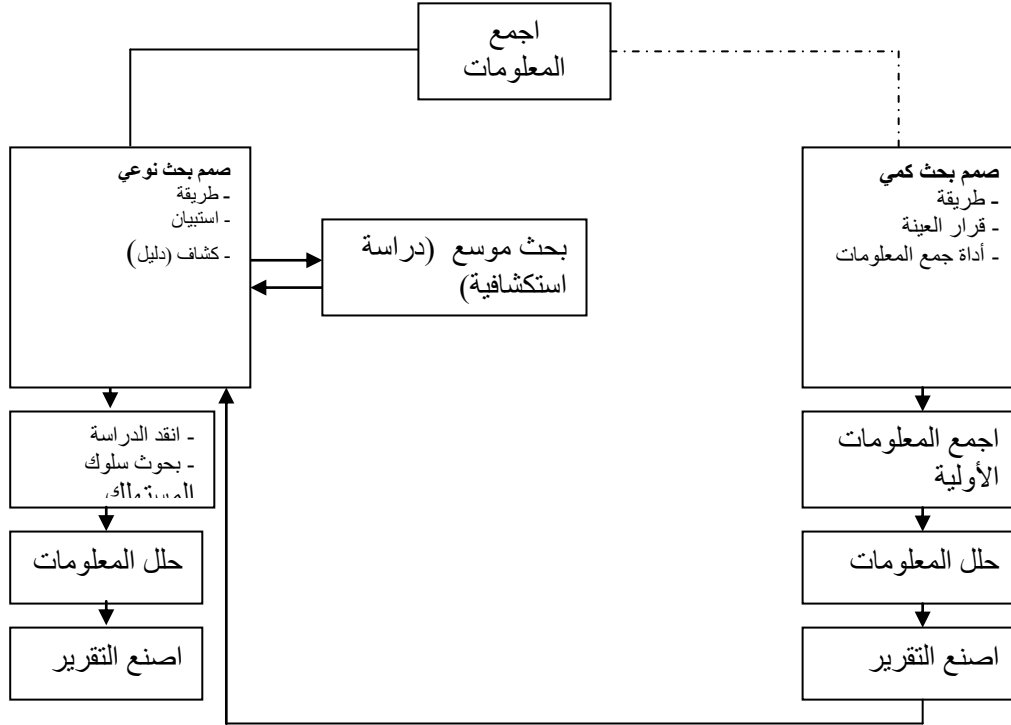 اجمع
المعلومات
صمم بحث كمي
- طريقة
- قرار العينة
- أداة جمع المعلومات
صمم بحث نوعي
- طريقة
- استبيان
- كشاف (دليل)
بحث موسع (دراسة
استكشافية)
اجمع المعلومات
الأولية
حلل المعلومات
اصنع التقرير
- انقد الدراسة
- بحوث سلوك
المستهلك
حلل المعلومات
اصنع التقرير